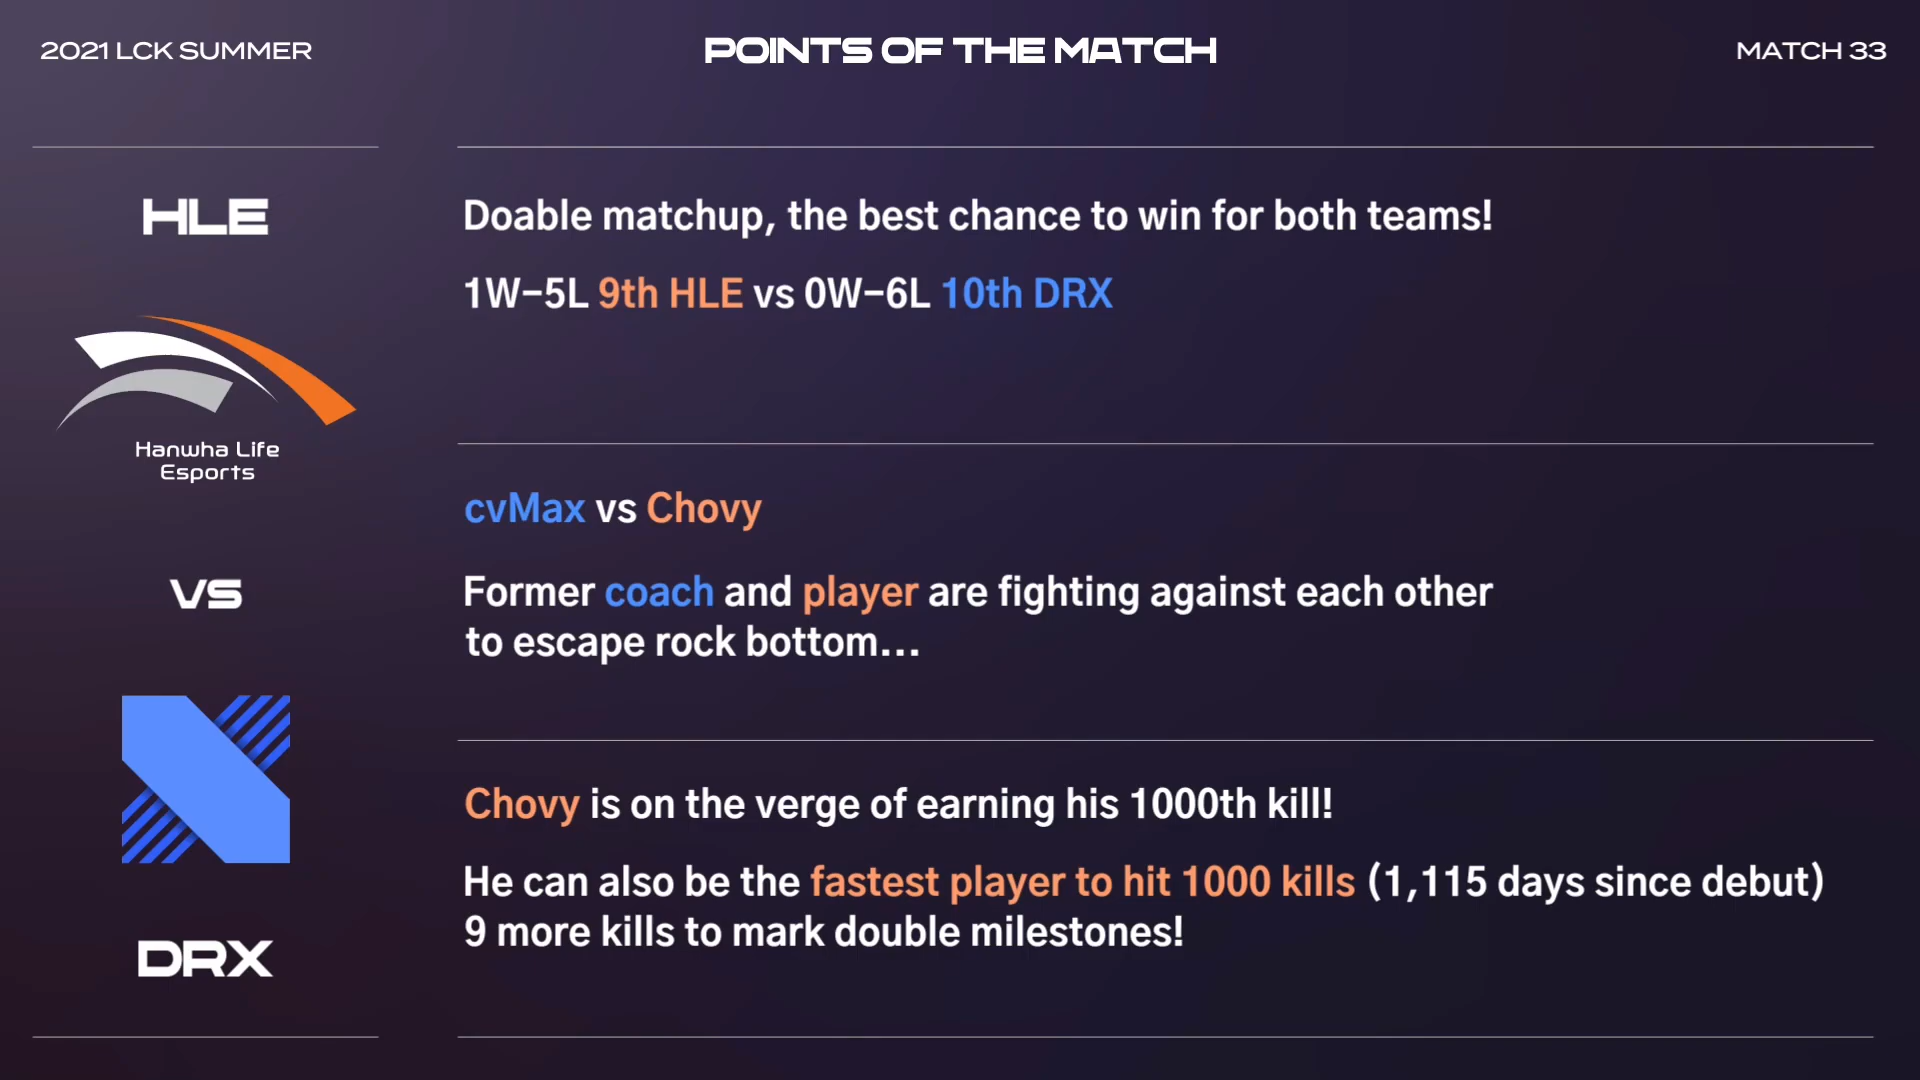 2021 LCK SUMMER
POINTS OF THE MATCH
MATCH 33
HLE
Hanwha Life
Esports
VS
DRX
Doable matchup, the best chance to win for both teams!
1W-5L 9th HLE vs 0W-6L 10th DRX
cvMax vs Chovy
Former coach and player are fighting against each other
to escape rock bottom...
Chovy is on the verge of earning his 1000th kill!
He can also be the fastest player to hit 1000 kills (1,115 days since debut)
9 more kills to mark double milestones!